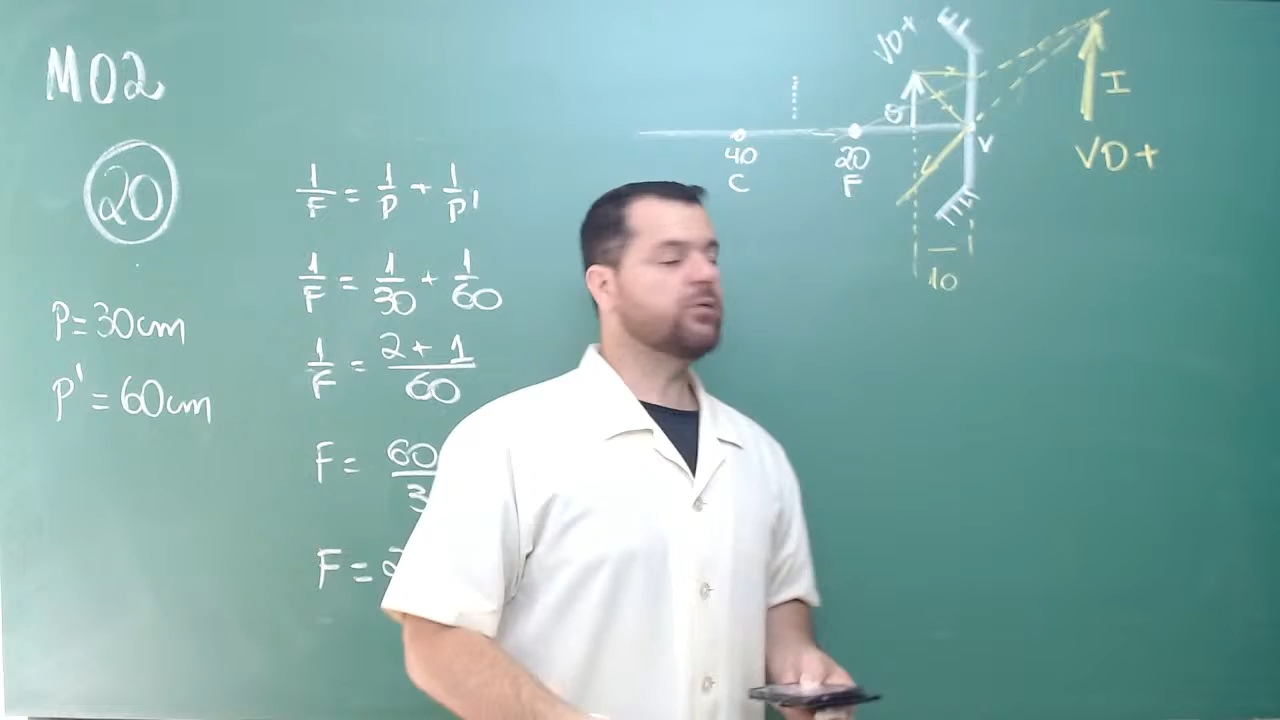 M02
20
P = 30cm
P' = 60cm
1/F = 1/P + 1/P'
1/F = 1/30 + 1/60
1/F = 2 + 1/60
F = 60/3
F =
VD+
O
40
C
20
F
V
10
I
VD+